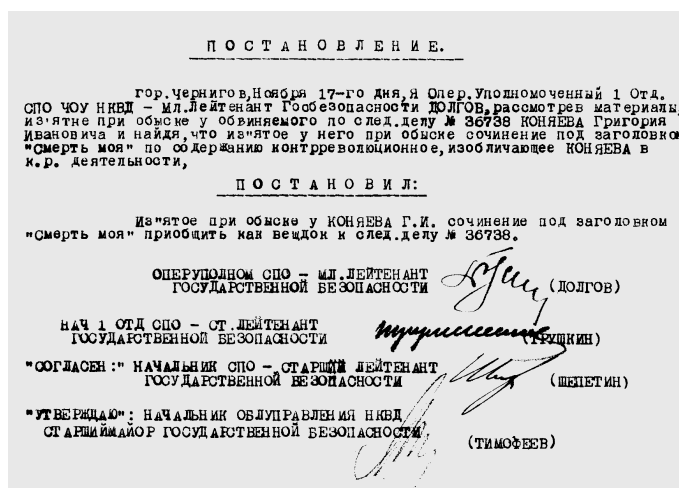 ПОСТАНОВЛЕНИЕ.
гор.Чернигов,Ноября 17-го дня,Я Опер.Уполномоченный 1 Отд.
СПО ЧОУ НКВД - Мл.Лейтенант Госбезопасности ДОЛГОВ,рассмотрев материалы,
из'ятне при обыске у обвиняемого по след.делу № 36738 КОНЯЕВА Григория
Ивановича и найдя,что из"ятое у него при обыске сочинение под заголовком
"Смерть моя" по содержанию контрреволюционное,изобличающее КОНЯЕВА в
к.р. деятельности,
ПОСТАНОВИЛ:
Из"ятое при обыске у КОНЯЕВА Г.И. сочинение под заголовком
"Смерть моя" приобщить как вещдок к след.делу № 36738.
ОПЕРУПОЛНОМ СПО - МЛ.ЛЕЙТЕНАНТ
ГОСУДАРСТВЕННОЙ БЕЗОПАСНОСТИ (ДОЛГОВ)
НАЧ 1 ОТД СПО - СТ.ЛЕЙТЕНАНТ
ГОСУДАРСТВЕННОЙ БЕЗОПАСНОСТИ (ТРУШКИН)
"СОГЛАСЕН:" НАЧАЛЬНИК СПО - СТАРШИЙ ЛЕЙТЕНАНТ
ГОСУДАРСТВЕННОЙ БЕЗОПАСНОСТИ (ШЕПЕТИН)
"УТВЕРЖДАЮ": НАЧАЛЬНИК ОБЛУПРАВЛЕНИЯ НКВД
СТАРШИЙМАЙОР ГОСУДАРСТВЕННОЙ БЕЗОПАСНОСТИ
(ТИМОФЕЕВ)